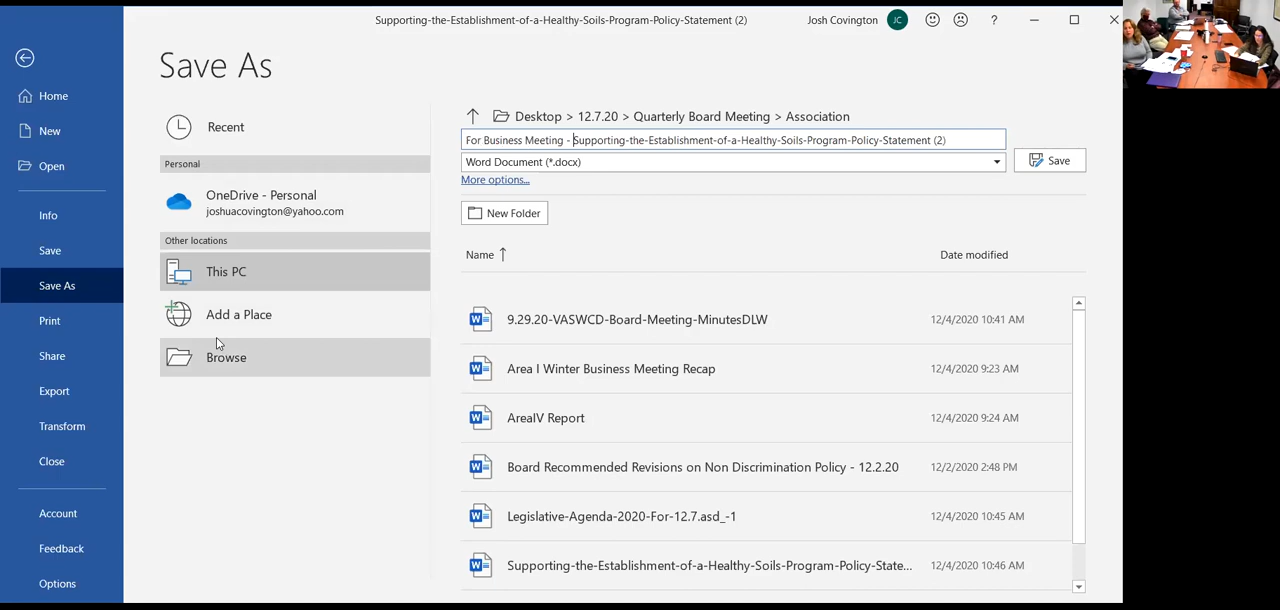 Supporting-the-Establishment-of-a-Healthy-Soils-Program-Policy-Statement (2)
Josh Covington
JC
?
Save As
Home
New
Open
Info
Save
Save As
Print
Share
Export
Transform
Close
Account
Feedback
Options
Recent
Personal
OneDrive - Personal
joshuacovington@yahoo.com
Other locations
This PC
Add a Place
Browse
Desktop > 12.7.20 > Quarterly Board Meeting > Association
For Business Meeting - Supporting-the-Establishment-of-a-Healthy-Soils-Program-Policy-Statement (2)
Word Document (*.docx)
Save
More options...
New Folder
Name
Date modified
9.29.20-VASWCD-Board-Meeting-MinutesDLW 12/4/2020 10:41 AM
Area I Winter Business Meeting Recap 12/4/2020 9:23 AM
AreaIV Report 12/4/2020 9:24 AM
Board Recommended Revisions on Non Discrimination Policy - 12.2.20 12/2/2020 2:48 PM
Legislative-Agenda-2020-For-12.7.asd_-1 12/4/2020 10:45 AM
Supporting-the-Establishment-of-a-Healthy-Soils-Program-Policy-State... 12/4/2020 10:46 AM